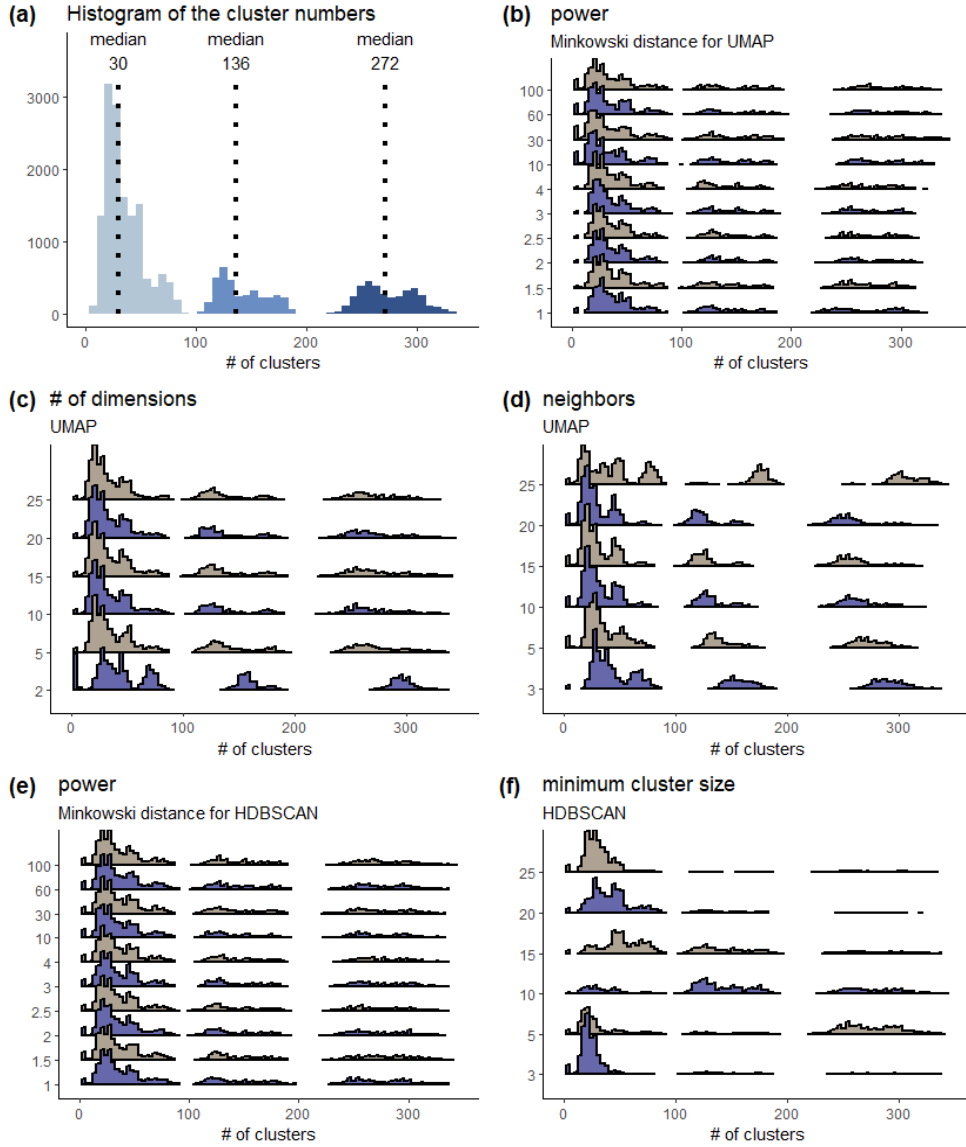 (a) Histogram of the cluster numbers
median median median
30 136 272
3000
2000
1000
0
0 100 200 300
# of clusters
(b) power
Minkowski distance for UMAP
100
60
30
10
4
3
2.5
2
1.5
1
0 100 200 300
# of clusters
(c) # of dimensions
UMAP
25
20
15
10
5
2
0 100 200 300
# of clusters
(d) neighbors
UMAP
25
20
15
10
5
3
0 100 200 300
# of clusters
(e) power
Minkowski distance for HDBSCAN
100
60
30
10
4
3
2.5
2
1.5
1
0 100 200 300
# of clusters
(f) minimum cluster size
HDBSCAN
25
20
15
10
5
3
0 100 200 300
# of clusters